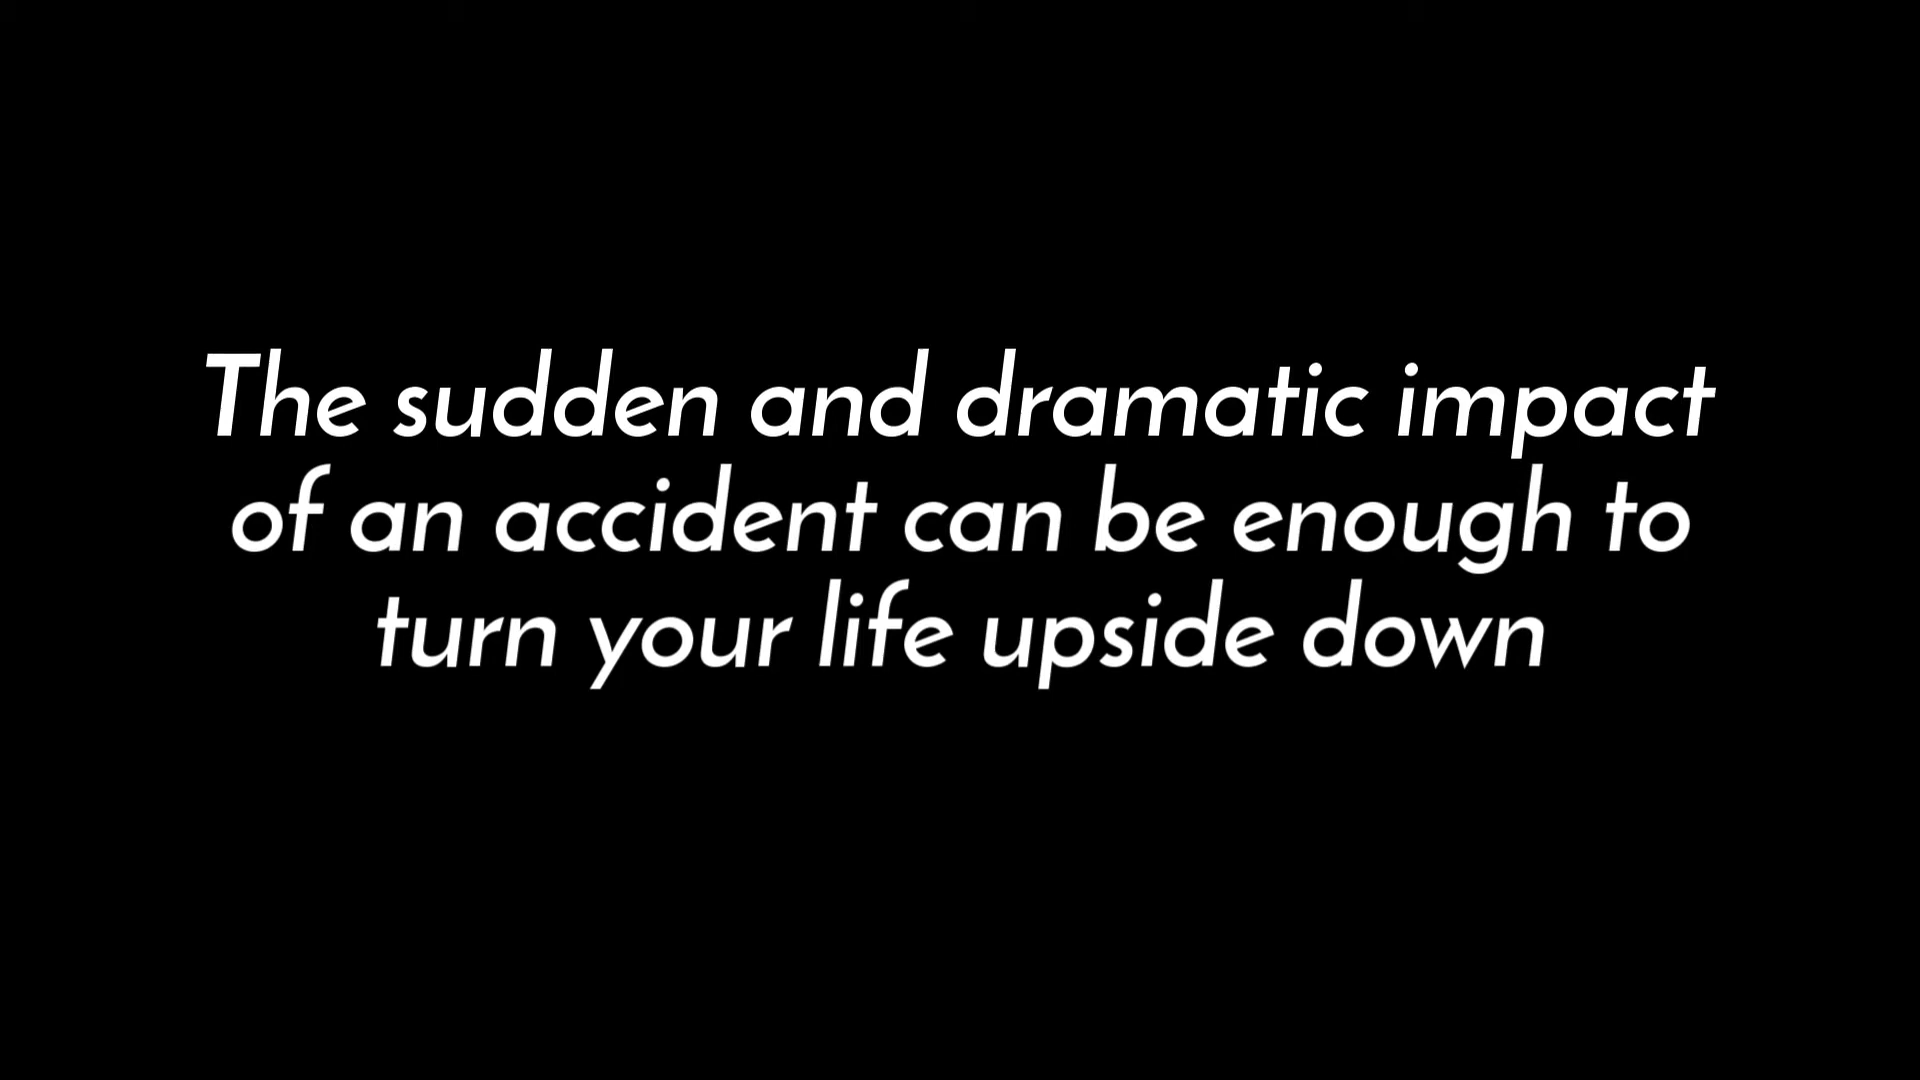 The sudden and dramatic impact
of an accident can be enough to
turn your life upside down